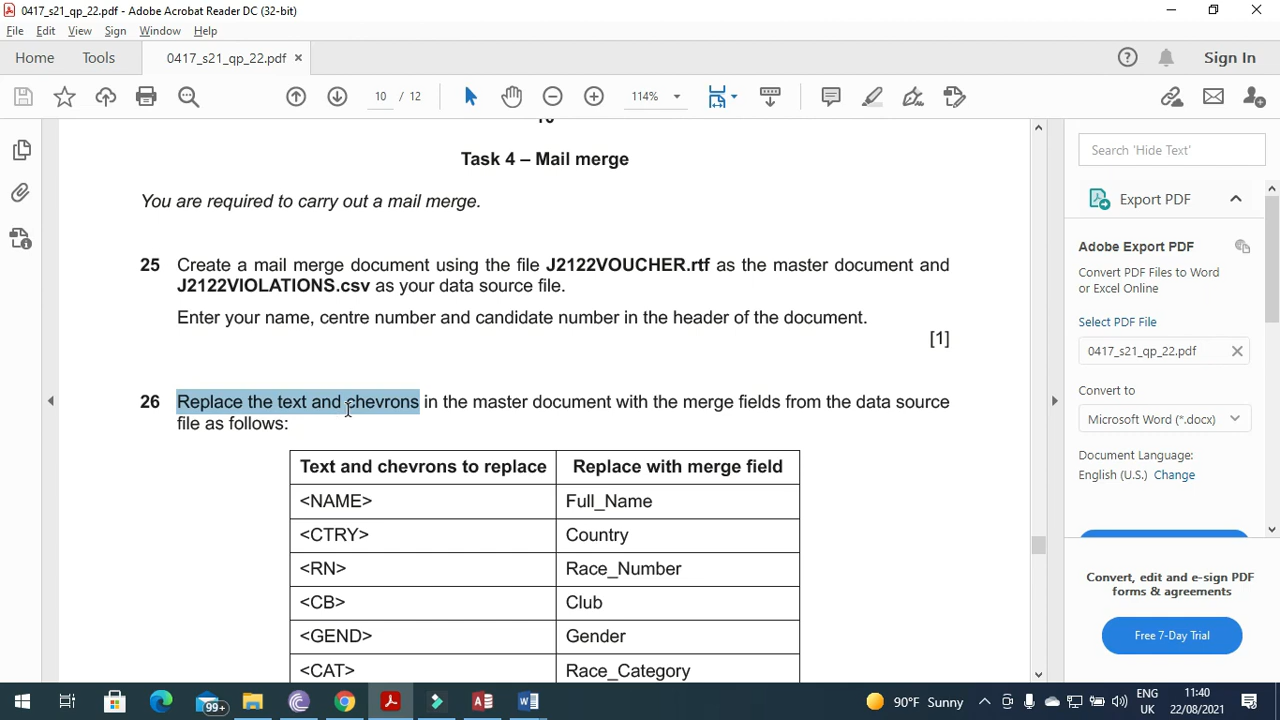 0417_s21_qp_22.pdf - Adobe Acrobat Reader DC (32-bit)
File Edit View Sign Window Help
Home Tools 0417_s21_qp_22.pdf × Sign In
10 / 12 114%
Task 4 – Mail merge
You are required to carry out a mail merge.
25 Create a mail merge document using the file J2122VOUCHER.rtf as the master document and
J2122VIOLATIONS.csv as your data source file.
Enter your name, centre number and candidate number in the header of the document.
[1]
26 Replace the text and chevrons in the master document with the merge fields from the data source
file as follows:
Text and chevrons to replace Replace with merge field
<NAME> Full_Name
<CTRY> Country
<RN> Race_Number
<CB> Club
<GEND> Gender
<CAT> Race_Category
Search 'Hide Text'
Export PDF
Adobe Export PDF
Convert PDF Files to Word
or Excel Online
Select PDF File
0417_s21_qp_22.pdf
Convert to
Microsoft Word (*.docx)
Document Language:
English (U.S.) Change
Convert, edit and e-sign PDF
forms & agreements
Free 7-Day Trial
99+ 90°F Sunny ENG 11:40
UK 22/08/2021